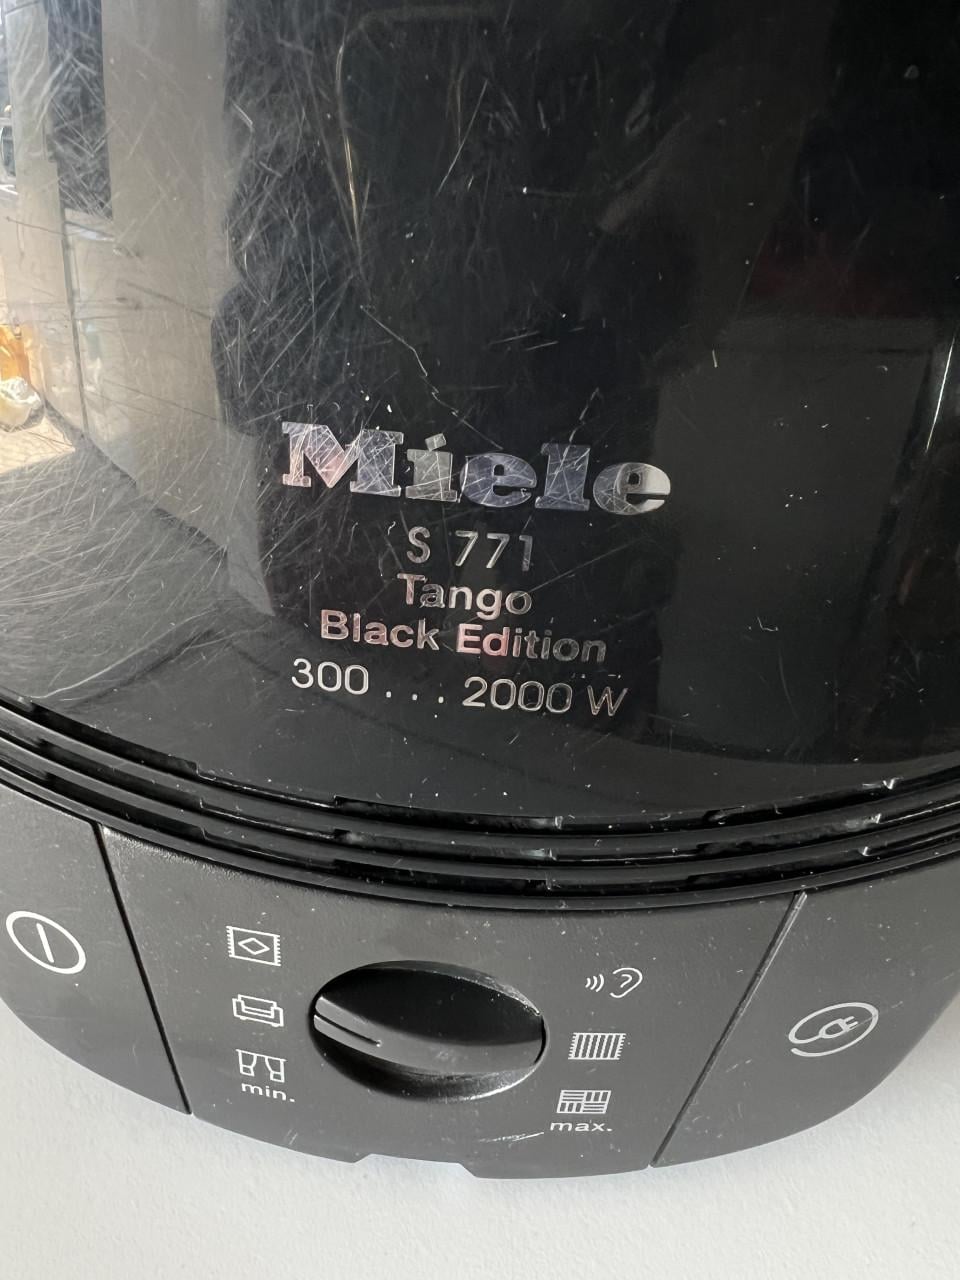 Miele
S 771
Tango
Black Edition
300 . . . 2000 W
min.
max.